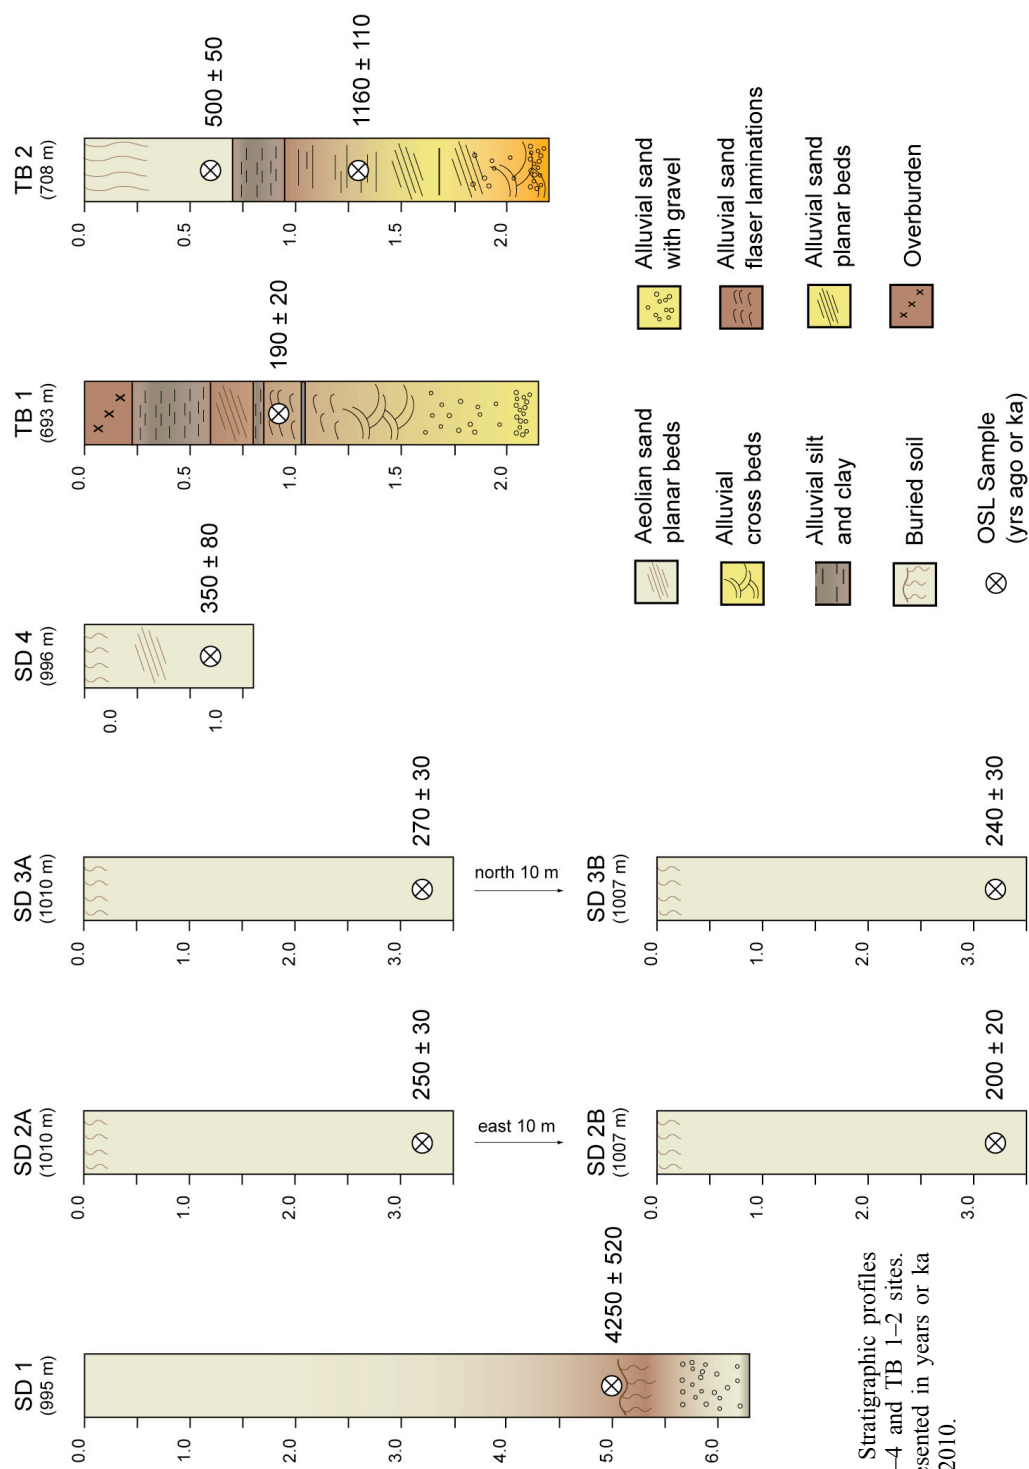 SD 1
(995 m)
0.0
1.0
2.0
3.0
4.0
5.0
6.0
4250 ± 520
SD 2A
(1010 m)
0.0
1.0
2.0
3.0
250 ± 30
east 10 m
SD 2B
(1007 m)
0.0
1.0
2.0
3.0
200 ± 20
SD 3A
(1010 m)
0.0
1.0
2.0
3.0
270 ± 30
north 10 m
SD 3B
(1007 m)
0.0
1.0
2.0
3.0
240 ± 30
SD 4
(996 m)
0.0
1.0
350 ± 80
TB 1
(693 m)
0.0
0.5
1.0
1.5
2.0
x x x
190 ± 20
TB 2
(708 m)
0.0
0.5
1.0
1.5
2.0
500 ± 50
1160 ± 110
Aeolian sand
planar beds
Alluvial
cross beds
Alluvial silt
and clay
Buried soil
OSL Sample
(yrs ago or ka)
Alluvial sand
with gravel
Alluvial sand
flaser laminations
Alluvial sand
planar beds
x x x
Overburden
Stratigraphic profiles
–4 and TB 1–2 sites.
esented in years or ka
2010.